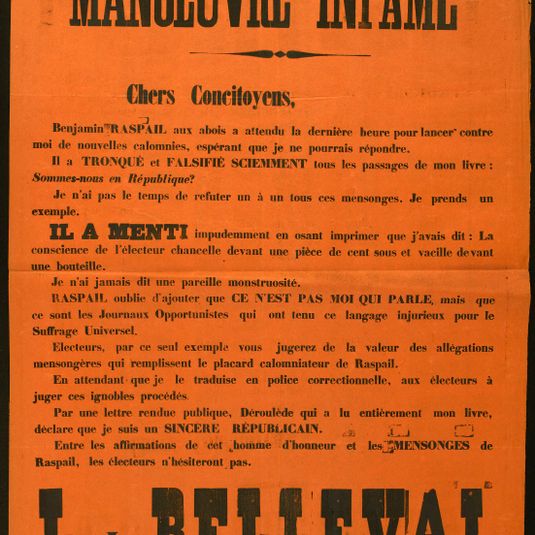 MANŒUVRE INFAME
Chers Concitoyens,
Benjamin RASPAIL aux abois a attendu la dernière heure pour lancer contre
moi de nouvelles calomnies, espérant que je ne pourrais répondre.
Il a TRONQUÉ et FALSIFIÉ SCIEMMENT tous les passages de mon livre :
Sommes-nous en République?
Je n'ai pas le temps de refuter un à un tous ces mensonges. Je prends un
exemple.
IL A MENTI impudemment en osant imprimer que j'avais dit : La
conscience de l'électeur chancelle devant une pièce de cent sous et vacille devant
une bouteille.
Je n'ai jamais dit une pareille monstruosité.
RASPAIL oublie d'ajouter que CE N'EST PAS MOI QUI PARLE, mais que
ce sont les Journaux Opportunistes qui ont tenu ce langage injurieux pour le
Suffrage Universel.
Electeurs, par ce seul exemple vous jugerez de la valeur des allégations
mensongères qui remplissent le placard calomniateur de Raspail.
En attendant que je le traduise en police correctionnelle, aux électeurs à
juger ces ignobles procédés
Par une lettre rendue publique, Déroulède qui a lu entièrement mon livre,
déclare que je suis un SINCERE RÉPUBLICAIN.
Entre les affirmations de cet homme d'honneur et les MENSONGES de
Raspail, les électeurs n'hésiteront pas.
BELLEVAL